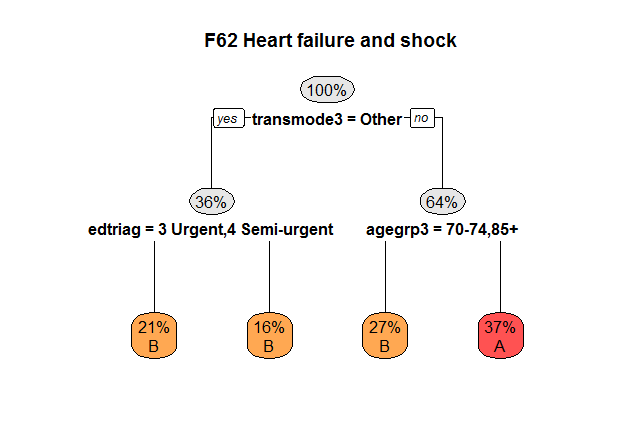 F62 Heart failure and shock
100%
yes transmode3 = Other no
36% 64%
edtriag = 3 Urgent,4 Semi-urgent agegrp3 = 70-74,85+
21% 16% 27% 37%
B B B A